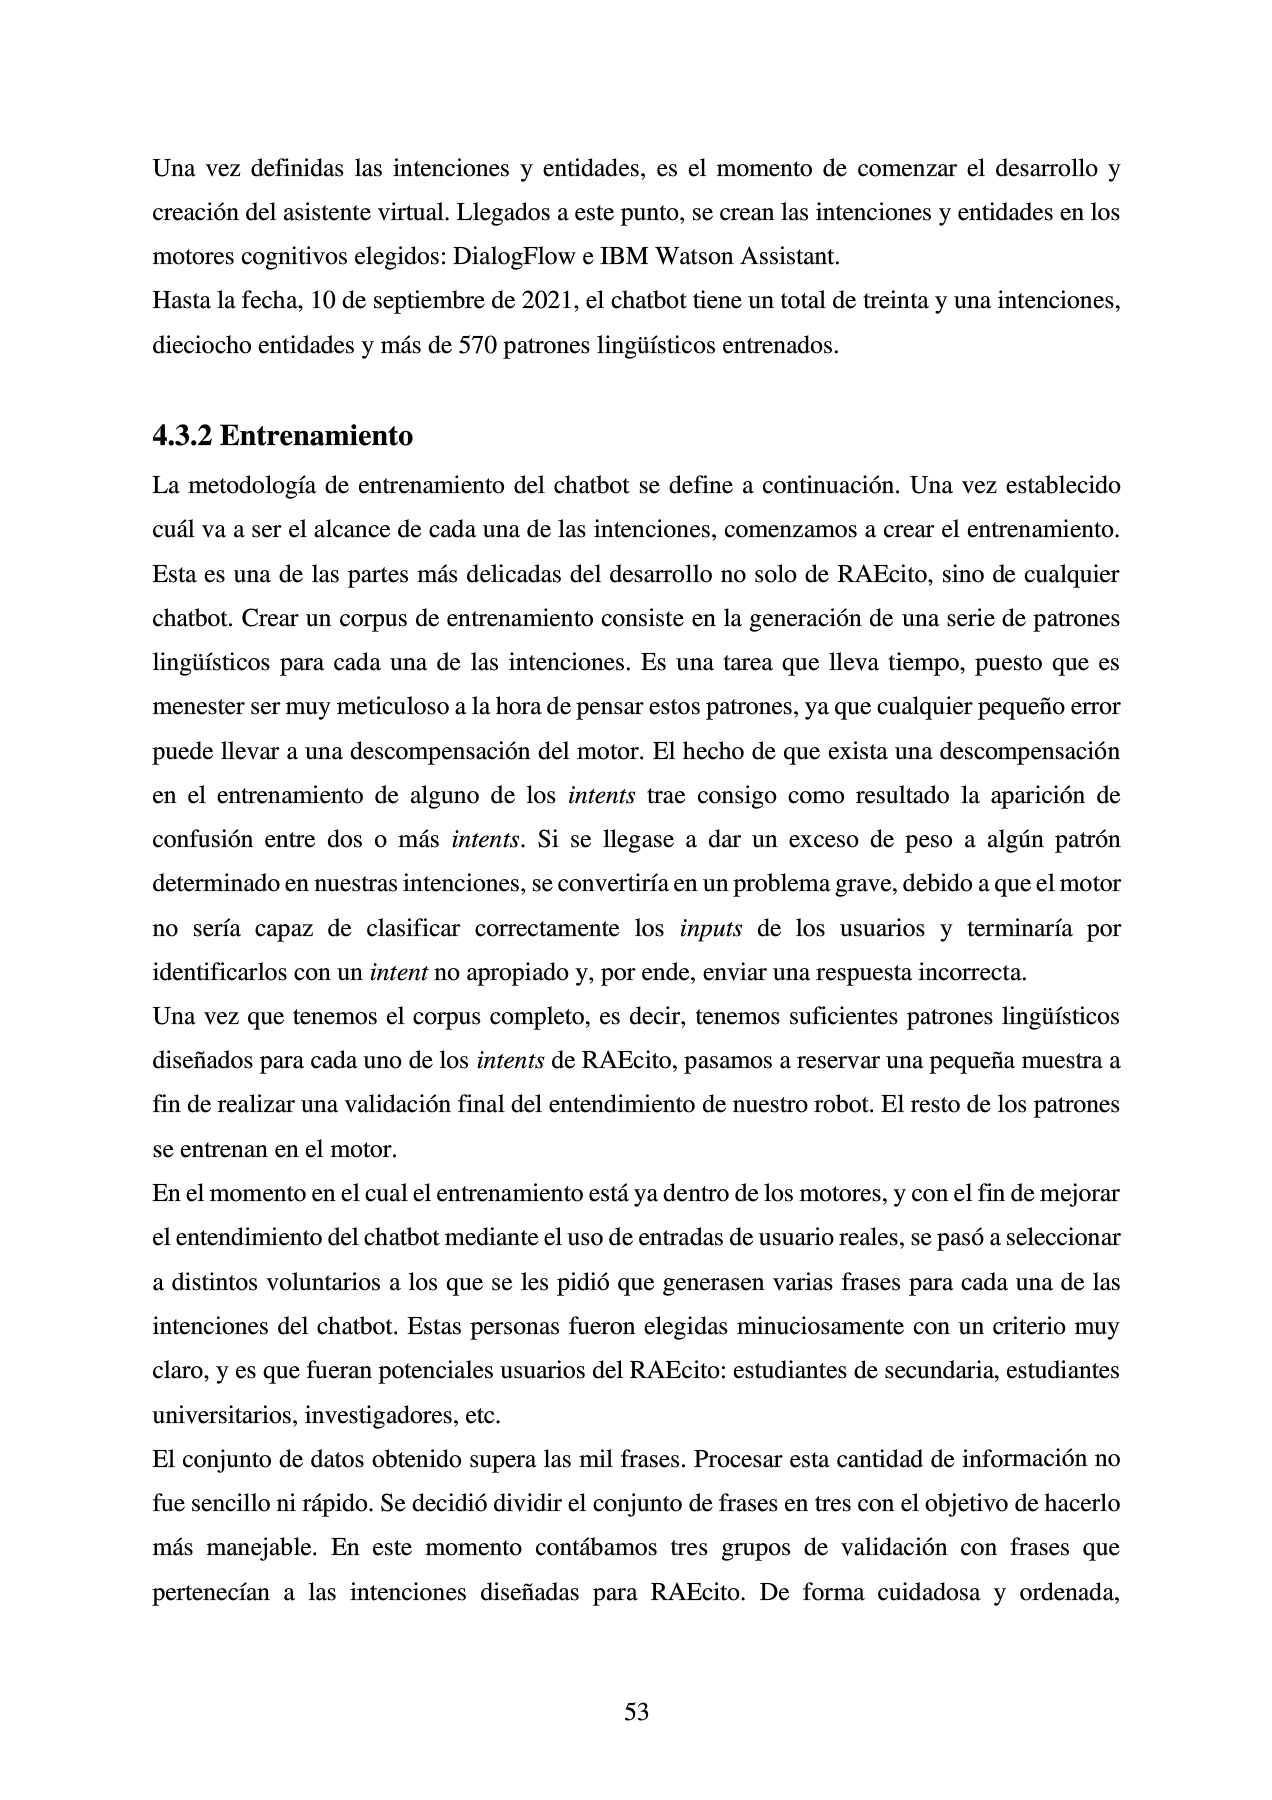 Una vez definidas las intenciones y entidades, es el momento de comenzar el desarrollo y
creación del asistente virtual. Llegados a este punto, se crean las intenciones y entidades en los
motores cognitivos elegidos: DialogFlow e IBM Watson Assistant.
Hasta la fecha, 10 de septiembre de 2021, el chatbot tiene un total de treinta y una intenciones,
dieciocho entidades y más de 570 patrones lingüísticos entrenados.
4.3.2 Entrenamiento
La metodología de entrenamiento del chatbot se define a continuación. Una vez establecido
cuál va a ser el alcance de cada una de las intenciones, comenzamos a crear el entrenamiento.
Esta es una de las partes más delicadas del desarrollo no solo de RAEcito, sino de cualquier
chatbot. Crear un corpus de entrenamiento consiste en la generación de una serie de patrones
lingüísticos para cada una de las intenciones. Es una tarea que lleva tiempo, puesto que es
menester ser muy meticuloso a la hora de pensar estos patrones, ya que cualquier pequeño error
puede llevar a una descompensación del motor. El hecho de que exista una descompensación
en el entrenamiento de alguno de los intents trae consigo como resultado la aparición de
confusión entre dos o más intents. Si se llegase a dar un exceso de peso a algún patrón
determinado en nuestras intenciones, se convertiría en un problema grave, debido a que el motor
no sería capaz de clasificar correctamente los inputs de los usuarios y terminaría por
identificarlos con un intent no apropiado y, por ende, enviar una respuesta incorrecta.
Una vez que tenemos el corpus completo, es decir, tenemos suficientes patrones lingüísticos
diseñados para cada uno de los intents de RAEcito, pasamos a reservar una pequeña muestra a
fin de realizar una validación final del entendimiento de nuestro robot. El resto de los patrones
se entrenan en el motor.
En el momento en el cual el entrenamiento está ya dentro de los motores, y con el fin de mejorar
el entendimiento del chatbot mediante el uso de entradas de usuario reales, se pasó a seleccionar
a distintos voluntarios a los que se les pidió que generasen varias frases para cada una de las
intenciones del chatbot. Estas personas fueron elegidas minuciosamente con un criterio muy
claro, y es que fueran potenciales usuarios del RAEcito: estudiantes de secundaria, estudiantes
universitarios, investigadores, etc.
El conjunto de datos obtenido supera las mil frases. Procesar esta cantidad de información no
fue sencillo ni rápido. Se decidió dividir el conjunto de frases en tres con el objetivo de hacerlo
más manejable. En este momento contábamos tres grupos de validación con frases que
pertenecían a las intenciones diseñadas para RAEcito. De forma cuidadosa y ordenada,
53